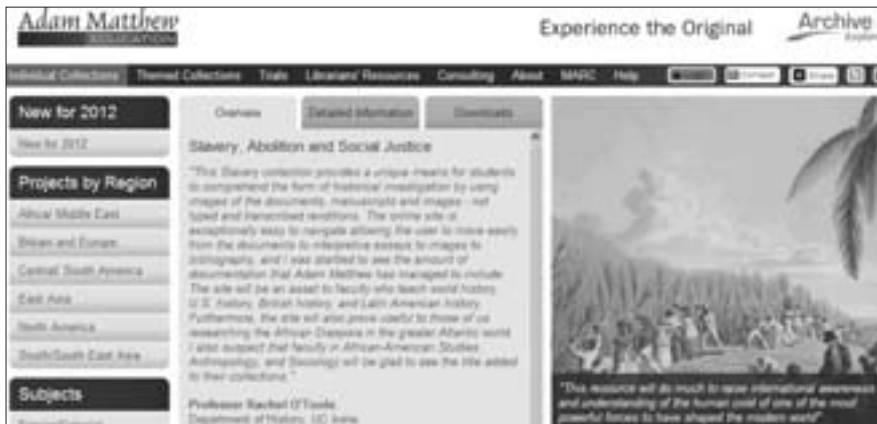 Adam Matthew
EDUCATION
Experience the Original
Archive
Explorer
Individual Collections Themed Collections Trials Librarians' Resources Consulting About MARC Help
Share
New for 2012
New for 2012
Projects by Region
Africa/ Middle East
Britain and Europe
Central/ South America
East Asia
North America
South/South East Asia
Subjects
Overview Detailed Information Downloads
Slavery, Abolition and Social Justice
"This Slavery collection provides a unique means for students
to comprehend the form of historical investigation by using
images of the documents, manuscripts and images - not
typed and transcribed renditions. The online site is
exceptionally easy to navigate allowing the user to move easily
from the documents to interpretive essays to images to
bibliography, and I was startled to see the amount of
documentation that Adam Matthew has managed to include.
The site will be an asset to faculty who teach world history,
U.S. history, British history, and Latin American history.
Furthermore, the site will also prove useful to those of us
researching the African Diaspora in the greater Atlantic world.
I also suspect that faculty in African-American Studies,
Anthropology, and Sociology will be glad to see the title added
to their collections."
Professor Rachel O'Toole
Department of History, UC Irvine
"This resource will do much to raise international awareness
and understanding of the human cost of one of the most
powerful forces to have shaped the modern world"